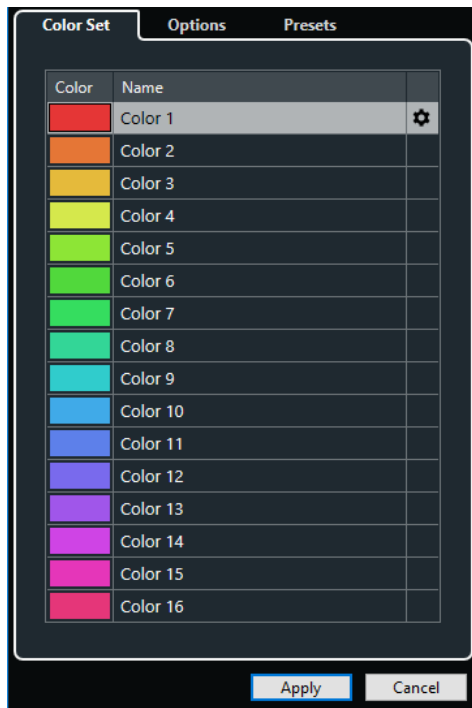 Color Set Options Presets
Color Name
Color 1
Color 2
Color 3
Color 4
Color 5
Color 6
Color 7
Color 8
Color 9
Color 10
Color 11
Color 12
Color 13
Color 14
Color 15
Color 16
Apply Cancel